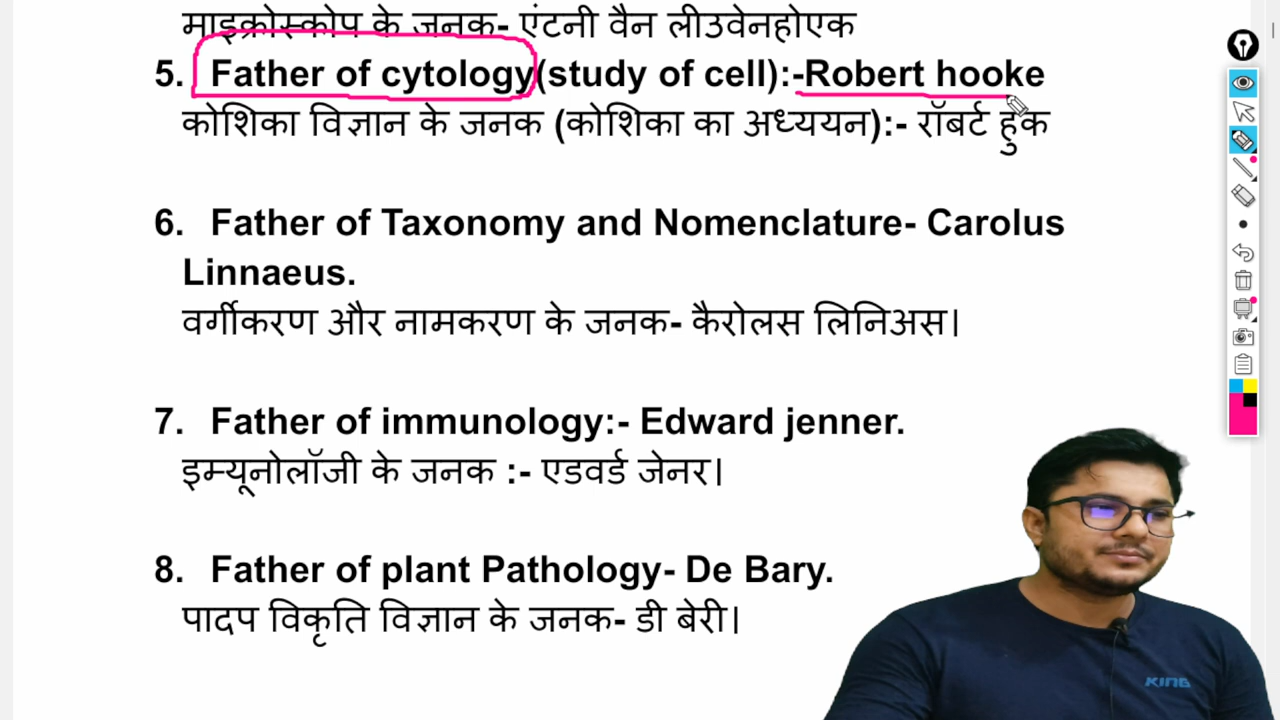 माइक्रोस्कोप के जनक- एंटनी वैन लीउवेनहोएक
5. Father of cytology(study of cell):-Robert hooke
कोशिका विज्ञान के जनक (कोशिका का अध्ययन):- रॉबर्ट हुक
6. Father of Taxonomy and Nomenclature- Carolus
Linnaeus.
वर्गीकरण और नामकरण के जनक- कैरोलस लिनिअस।
7. Father of immunology:- Edward jenner.
इम्यूनोलॉजी के जनक :- एडवर्ड जेनर।
8. Father of plant Pathology- De Bary.
पादप विकृति विज्ञान के जनक- डी बेरी।
KING